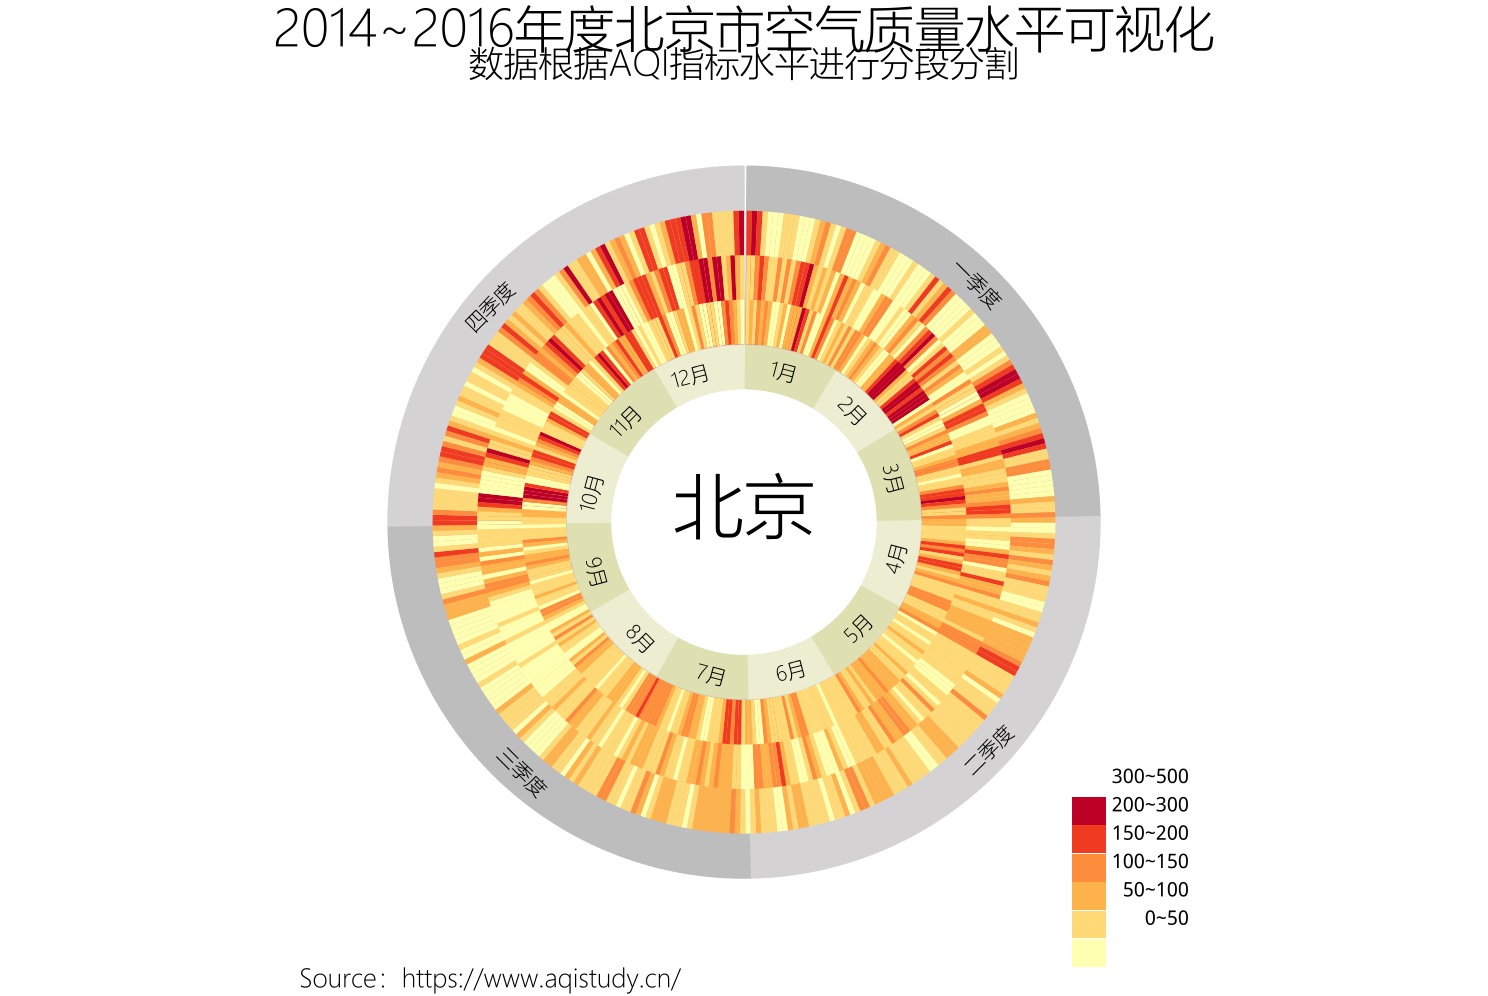 2014~2016年度北京市空气质量水平可视化
数据根据AQI指标水平进行分段分割
一季度
二季度
三季度
四季度
1月
2月
3月
4月
5月
6月
7月
8月
9月
10月
11月
12月
北京
300~500
200~300
150~200
100~150
50~100
0~50
Source：https://www.aqistudy.cn/